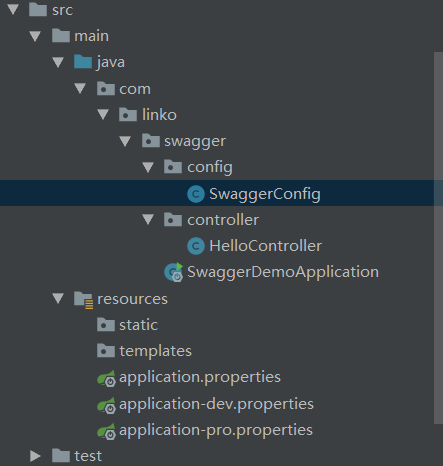 src
main
java
com
linko
swagger
config
SwaggerConfig
controller
HelloController
SwaggerDemoApplication
resources
static
templates
application.properties
application-dev.properties
application-pro.properties
test